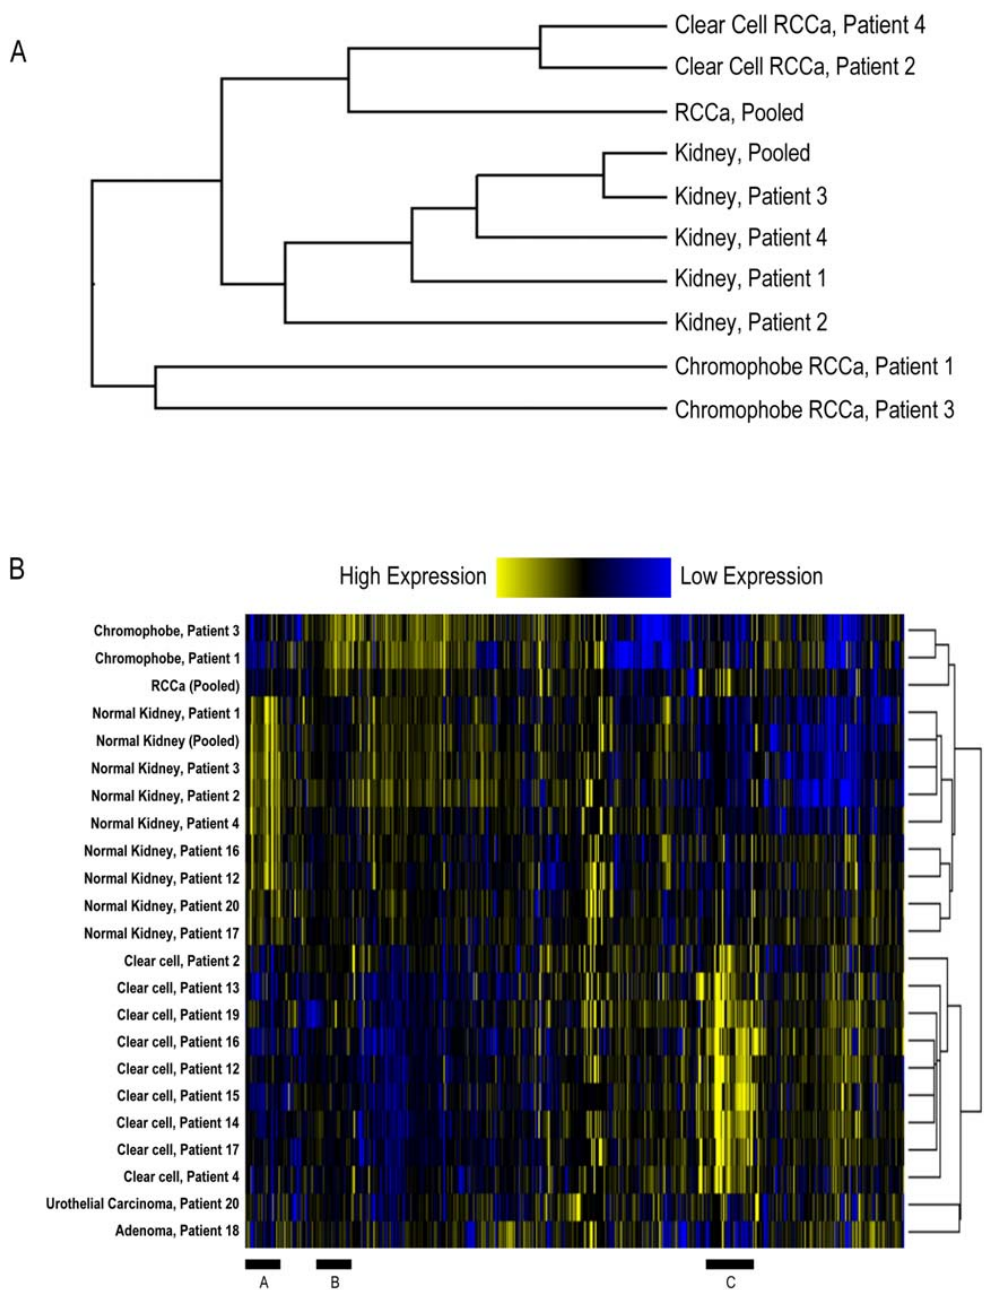 A
Clear Cell RCCa, Patient 4
Clear Cell RCCa, Patient 2
RCCa, Pooled
Kidney, Pooled
Kidney, Patient 3
Kidney, Patient 4
Kidney, Patient 1
Kidney, Patient 2
Chromophobe RCCa, Patient 1
Chromophobe RCCa, Patient 3
B
High Expression Low Expression
Chromophobe, Patient 3
Chromophobe, Patient 1
RCCa (Pooled)
Normal Kidney, Patient 1
Normal Kidney (Pooled)
Normal Kidney, Patient 3
Normal Kidney, Patient 2
Normal Kidney, Patient 4
Normal Kidney, Patient 16
Normal Kidney, Patient 12
Normal Kidney, Patient 20
Normal Kidney, Patient 17
Clear cell, Patient 2
Clear cell, Patient 13
Clear cell, Patient 19
Clear cell, Patient 16
Clear cell, Patient 12
Clear cell, Patient 15
Clear cell, Patient 14
Clear cell, Patient 17
Clear cell, Patient 4
Urothelial Carcinoma, Patient 20
Adenoma, Patient 18
A B C